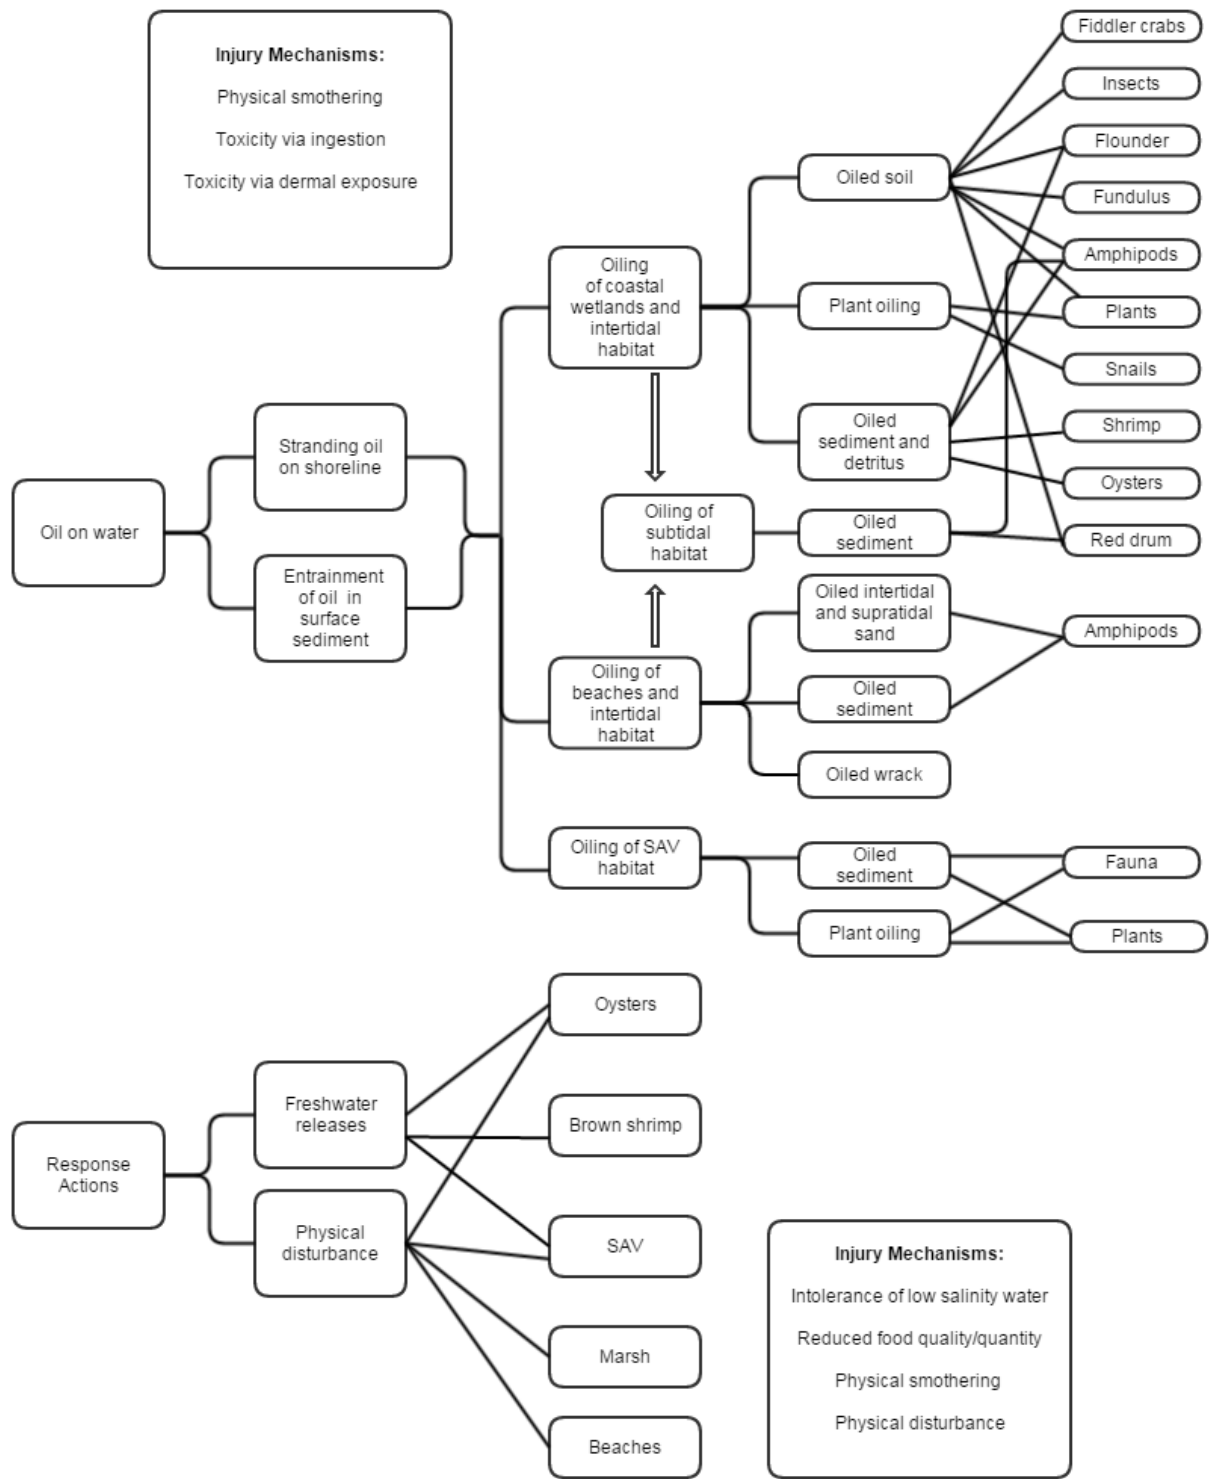 Injury Mechanisms:
Physical smothering
Toxicity via ingestion
Toxicity via dermal exposure
Oil on water
Stranding oil
on shoreline
Entrainment
of oil in
surface
sediment
Oiling
of coastal
wetlands and
intertidal
habitat
Oiling of
subtidal
habitat
Oiling of
beaches and
intertidal
habitat
Oiling of SAV
habitat
Oiled soil
Plant oiling
Oiled
sediment and
detritus
Oiled
sediment
Oiled intertidal
and supratidal
sand
Oiled
sediment
Oiled wrack
Oiled
sediment
Plant oiling
Fiddler crabs
Insects
Flounder
Fundulus
Amphipods
Plants
Snails
Shrimp
Oysters
Red drum
Amphipods
Fauna
Plants
Response
Actions
Freshwater
releases
Physical
disturbance
Oysters
Brown shrimp
SAV
Marsh
Beaches
Injury Mechanisms:
Intolerance of low salinity water
Reduced food quality/quantity
Physical smothering
Physical disturbance